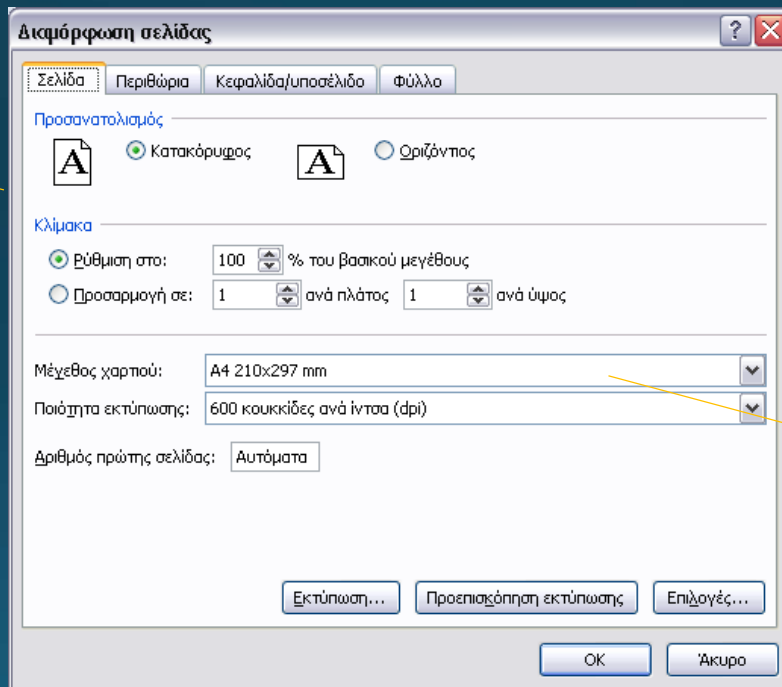 Διαμόρφωση σελίδας
Σελίδα Περιθώρια Κεφαλίδα/υποσέλιδο Φύλλο
Προσανατολισμός
A Κατακόρυφος A Οριζόντιος
Κλίμακα
Ρύθμιση στο: 100 % του βασικού μεγέθους
Προσαρμογή σε: 1 ανά πλάτος 1 ανά ύψος
Μέγεθος χαρτιού: A4 210x297 mm
Ποιότητα εκτύπωσης: 600 κουκκίδες ανά ίντσα (dpi)
Αριθμός πρώτης σελίδας: Αυτόματα
Εκτύπωση... Προεπισκόπηση εκτύπωσης Επιλογές...
OK Άκυρο